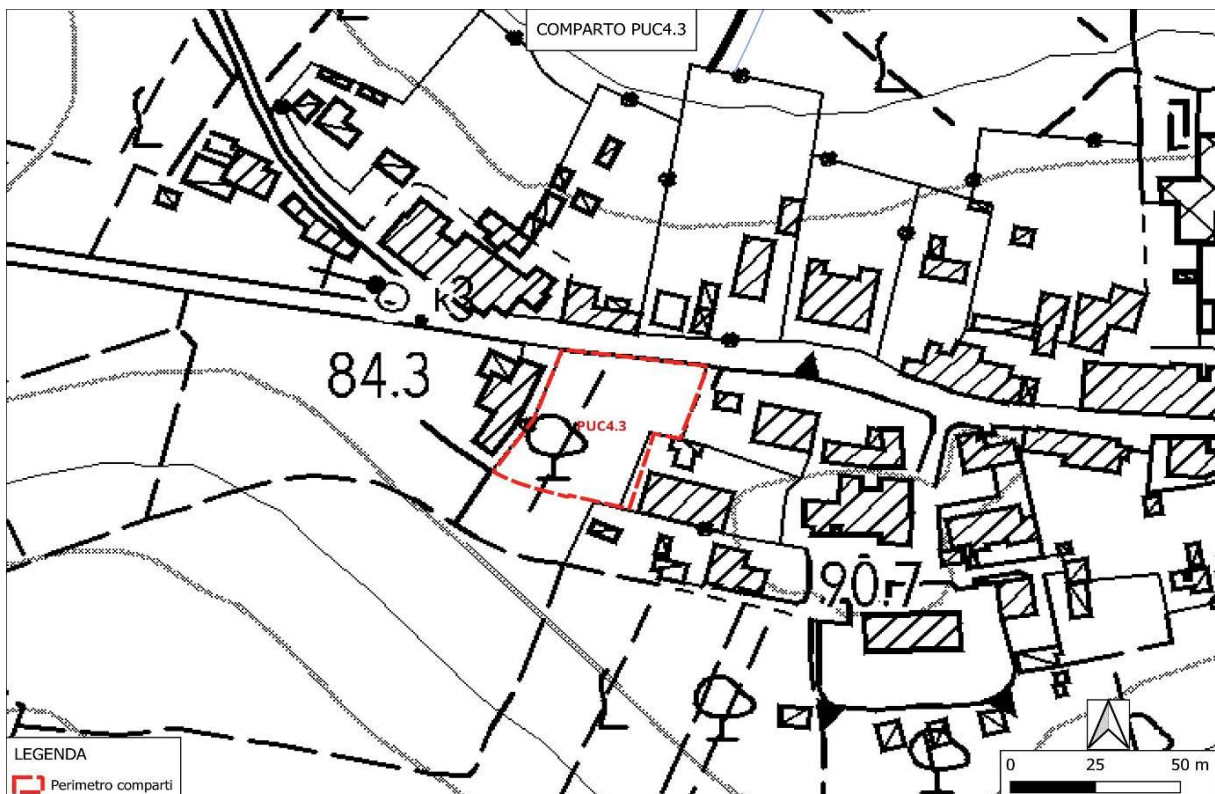 COMPARTO PUC4.3
84.3
PUC4.3
90.7
LEGENDA
Perimetro comparti
0 25 50 m